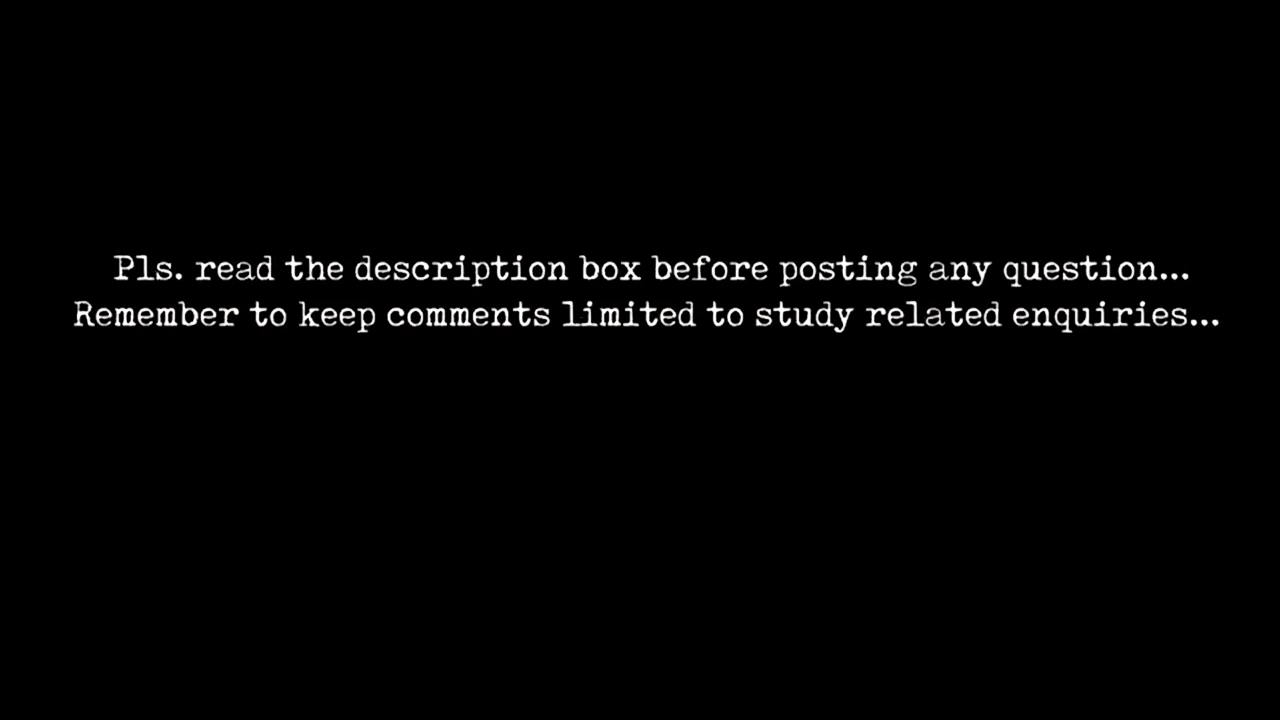 Pls. read the description box before posting any question...
Remember to keep comments limited to study related enquiries...